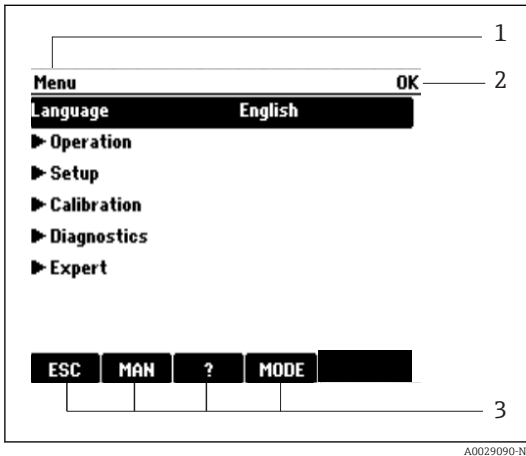 1
Menu OK 2
Language English
▶ Operation
▶ Setup
▶ Calibration
▶ Diagnostics
▶ Expert
ESC MAN ? MODE
3
A0029090-N